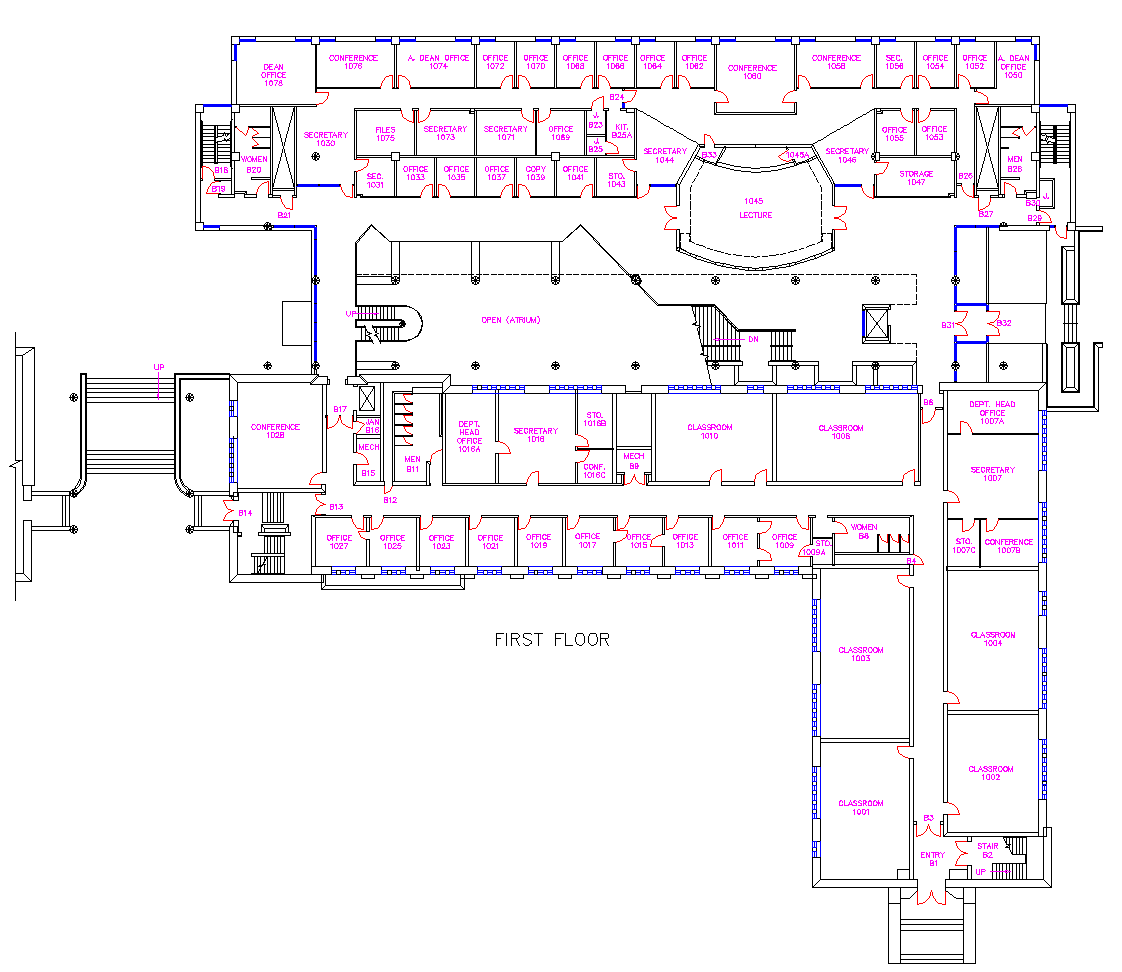 CONFERENCE
1076
A. DEAN OFFICE
1074
OFFICE
1072
OFFICE
1070
OFFICE
1068
OFFICE
1066
OFFICE
1064
OFFICE
1062
CONFERENCE
1060
CONFERENCE
1058
SEC.
1056
OFFICE
1054
OFFICE
1052
A. DEAN
OFFICE
1050
DEAN
OFFICE
1078
B24
SECRETARY
1030
FILES
1075
SECRETARY
1073
SECRETARY
1071
OFFICE
1069
J.
B23
KIT.
B25A
J.
B25
SECRETARY
1044
B33
1045A
SECRETARY
1046
OFFICE
1055
OFFICE
1053
WOMEN
B20
B18
B19
MEN
B28
SEC.
1031
OFFICE
1033
OFFICE
1035
OFFICE
1037
COPY
1039
OFFICE
1041
STO.
1043
STORAGE
1047
B26
J.
B30
B21
1045
LECTURE
B27
B29
UP
OPEN (ATRIUM)
DN
B31
B32
UP
CONFERENCE
1028
B17
JAN
B16
MECH
B15
MEN
B11
DEPT.
HEAD
OFFICE
1016A
SECRETARY
1016
STO.
1016B
CONF.
1016C
MECH
B9
CLASSROOM
1010
CLASSROOM
1008
B6
DEPT. HEAD
OFFICE
1007A
SECRETARY
1007
B12
B13
B14
OFFICE
1027
OFFICE
1025
OFFICE
1023
OFFICE
1021
OFFICE
1019
OFFICE
1017
OFFICE
1015
OFFICE
1013
OFFICE
1011
OFFICE
1009
STO.
1009A
WOMEN
B4
STO.
1007C
CONFERENCE
1007B
FIRST FLOOR
CLASSROOM
1003
CLASSROOM
1004
CLASSROOM
1001
CLASSROOM
1002
B3
ENTRY
B1
STAIR
B2
UP